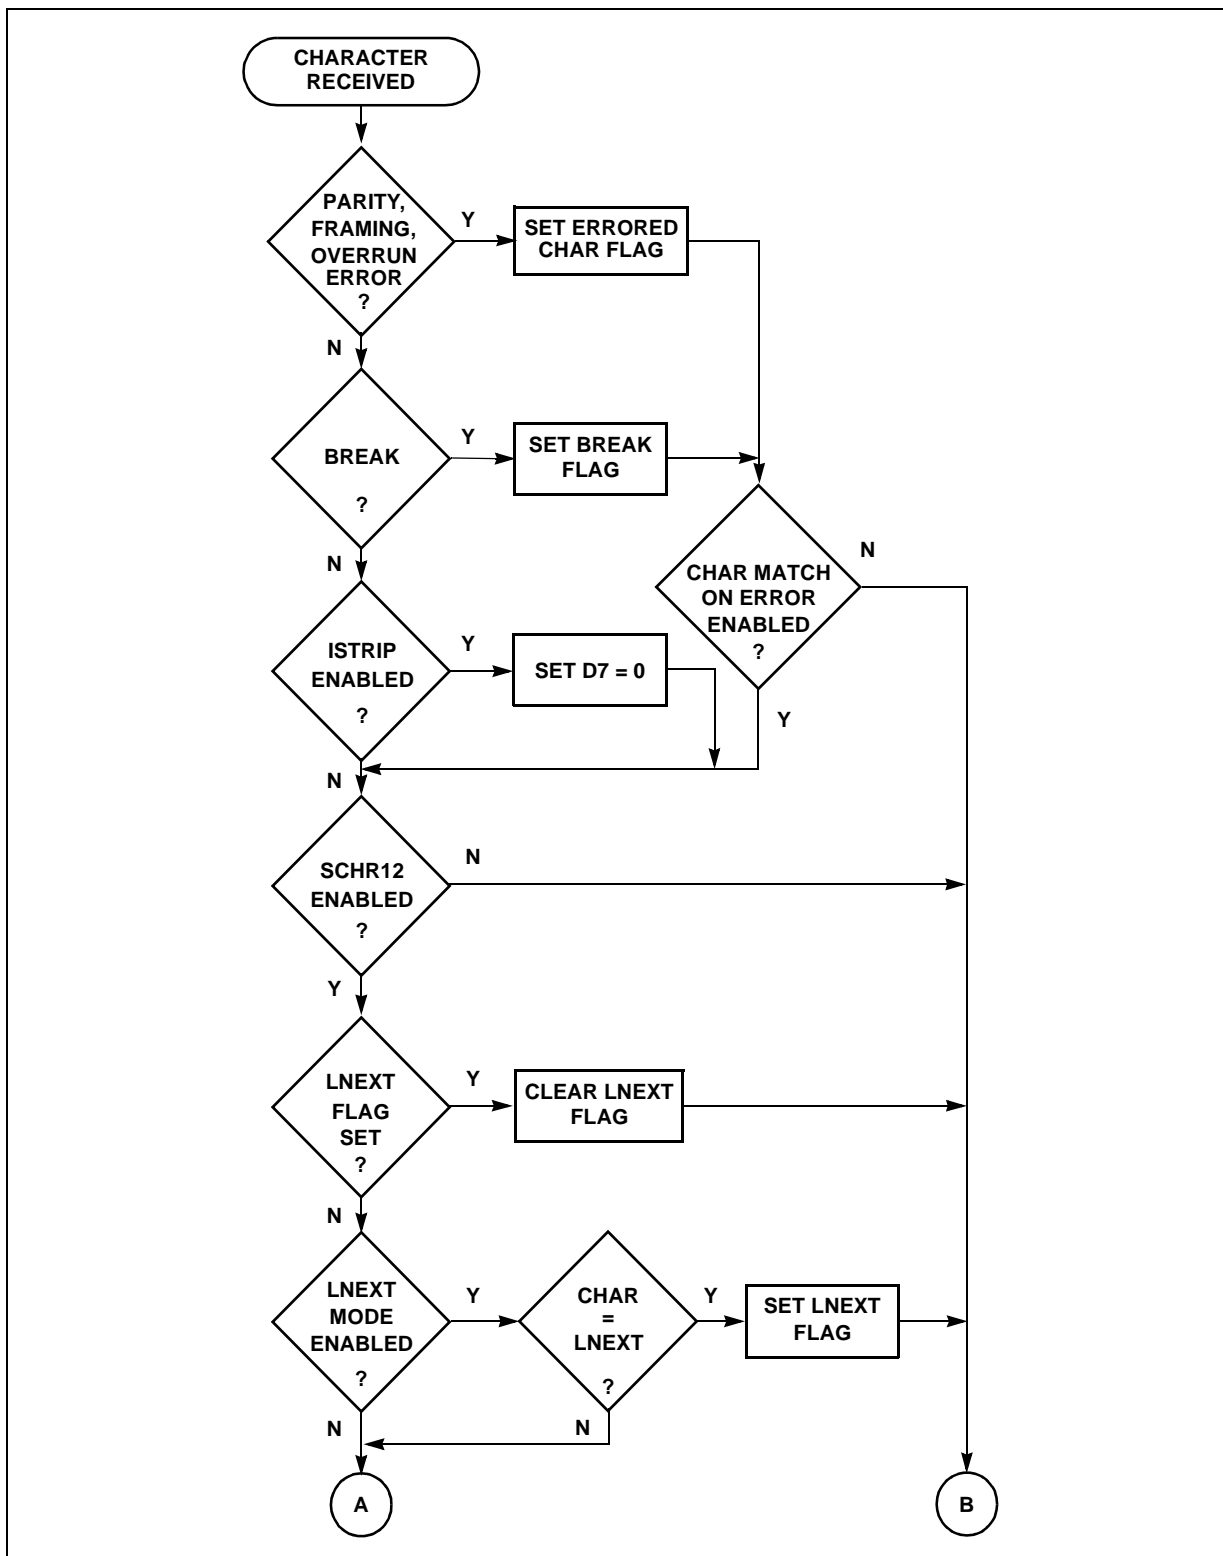 CHARACTER
RECEIVED
PARITY,
FRAMING,
OVERRUN
ERROR
?
Y
SET ERRORED
CHAR FLAG
N
BREAK
?
Y
SET BREAK
FLAG
N
CHAR MATCH
ON ERROR
ENABLED
?
N
Y
ISTRIP
ENABLED
?
Y
SET D7 = 0
N
SCHR12
ENABLED
?
N
Y
LNEXT
FLAG
SET
?
Y
CLEAR LNEXT
FLAG
N
LNEXT
MODE
ENABLED
?
Y
CHAR
=
LNEXT
?
Y
SET LNEXT
FLAG
N
N
A
B